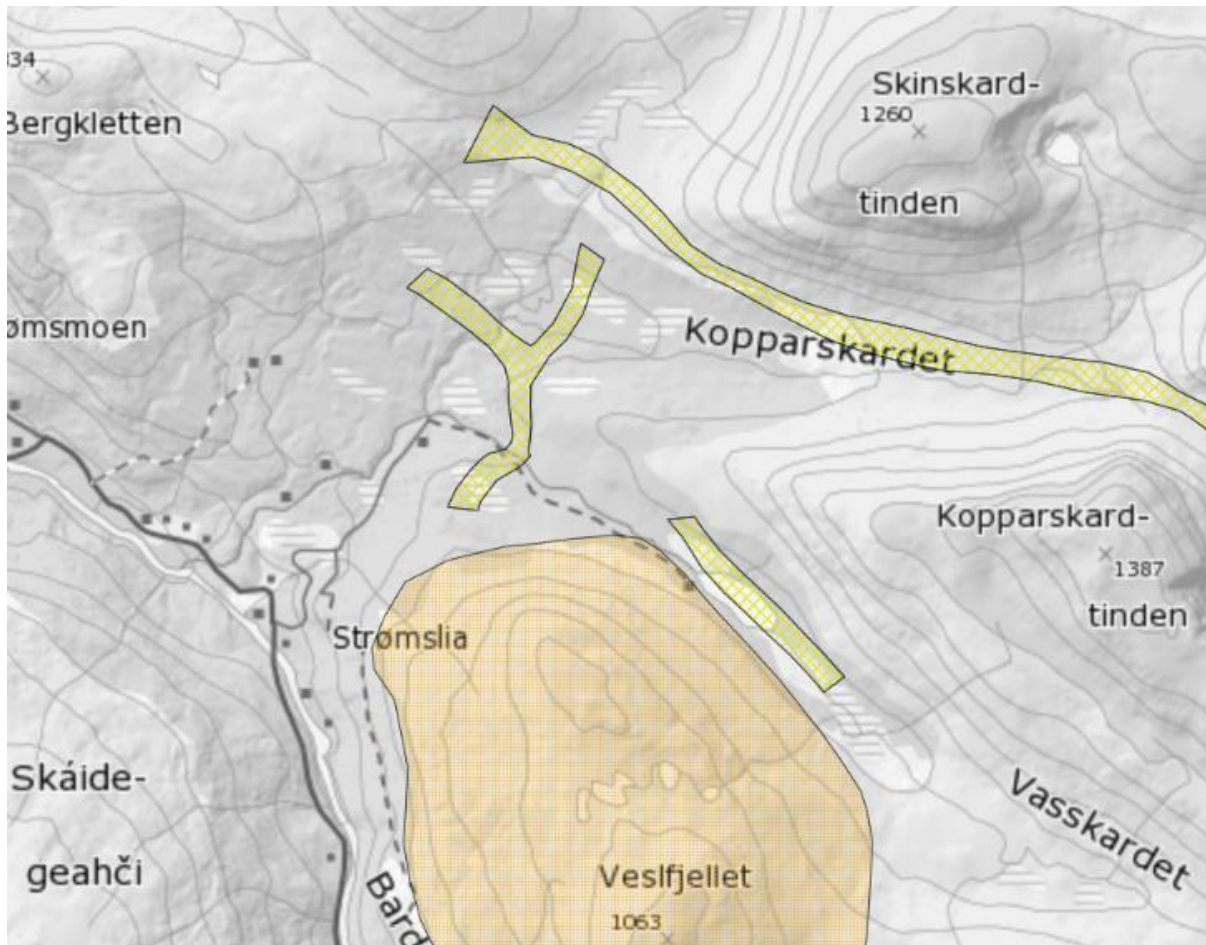 34
Bergkletten
ømsmoen
Skinskard-
1260
tinden
Kopparskardet
Kopparskard-
1387
tinden
Strømslia
Skáide-
geahči
Bard
Veslfjellet
1063
Vasskardet